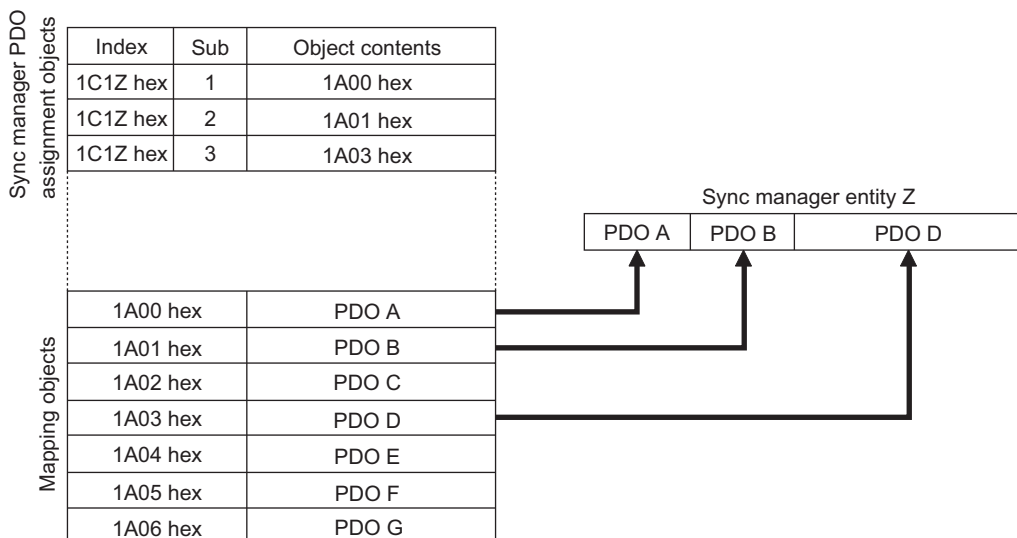 Sync manager PDO
assignment objects
Index Sub Object contents
1C1Z hex 1 1A00 hex
1C1Z hex 2 1A01 hex
1C1Z hex 3 1A03 hex
Sync manager entity Z
PDO A PDO B PDO D
Mapping objects
1A00 hex PDO A
1A01 hex PDO B
1A02 hex PDO C
1A03 hex PDO D
1A04 hex PDO E
1A05 hex PDO F
1A06 hex PDO G